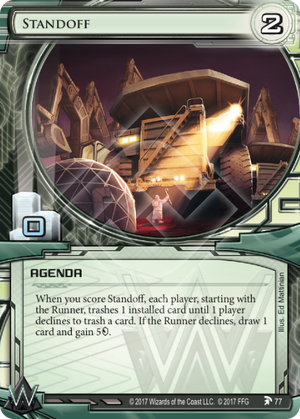 Standoff
2
0
AGENDA
When you score Standoff, each player, starting with
the Runner, trashes 1 installed card until 1 player
declines to trash a card. If the Runner declines, draw 1
card and gain 5.
Illus. Ed Mattinian
© 2017 Wizards of the Coast LLC. © 2017 FFG
77